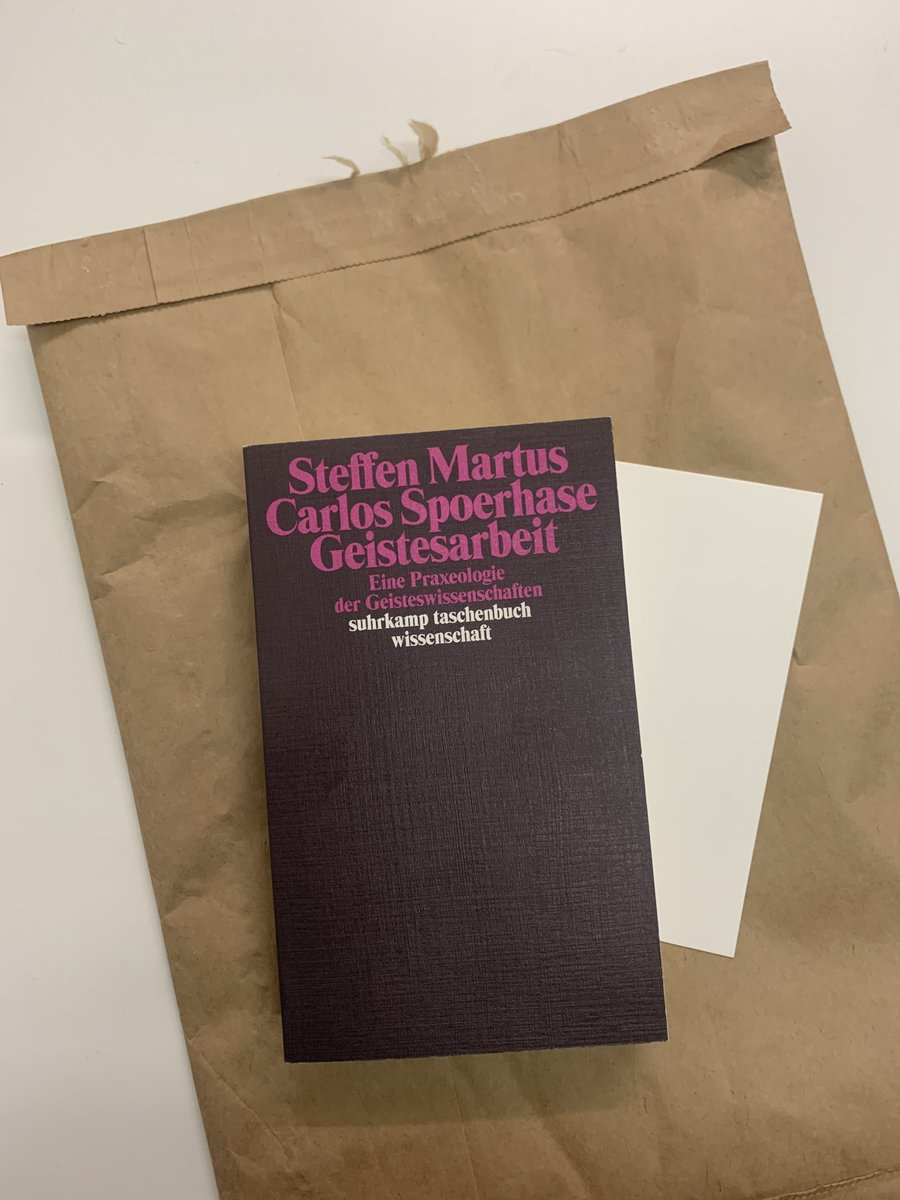 Steffen Martus
Carlos Spoerhase
Geistesarbeit
Eine Praxeologie
der Geisteswissenschaften
suhrkamp taschenbuch
wissenschaft